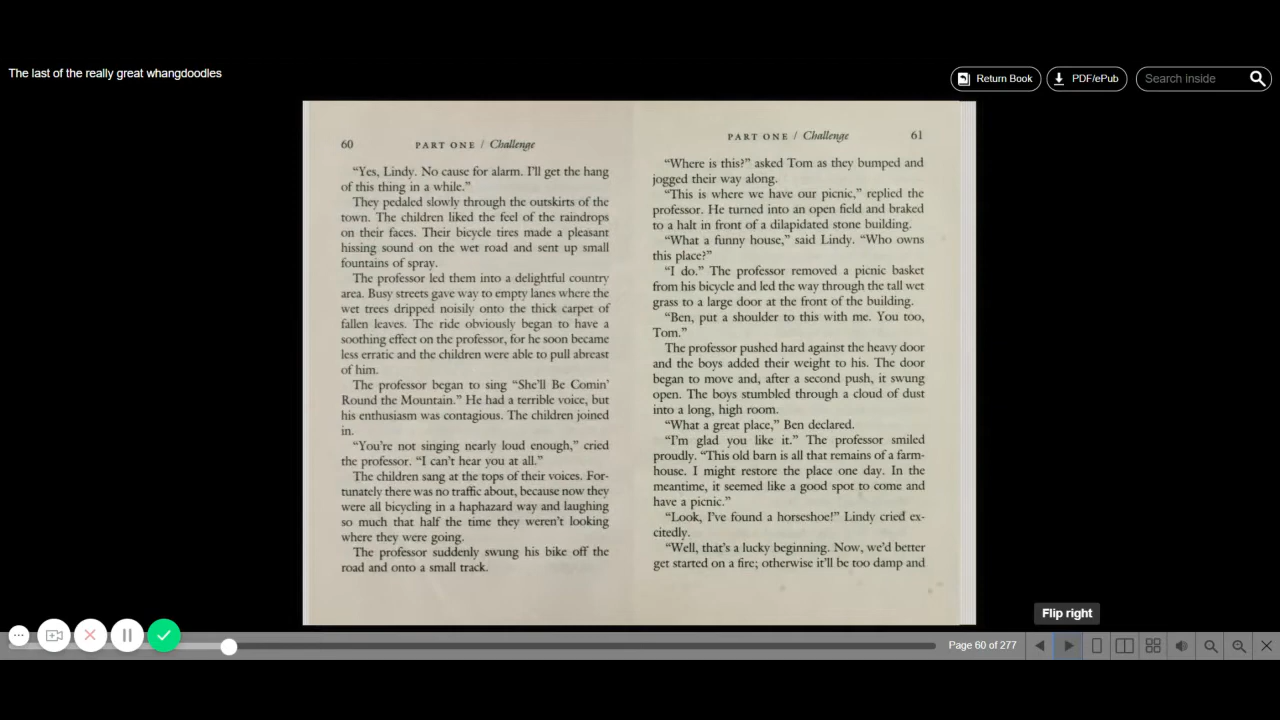 The last of the really great whangdoodles
Return Book
PDF/ePub
Search inside
60
PART ONE / Challenge
“Yes, Lindy. No cause for alarm. I’ll get the hang
of this thing in a while.”
They pedaled slowly through the outskirts of the
town. The children liked the feel of the raindrops
on their faces. Their bicycle tires made a pleasant
hissing sound on the wet road and sent up small
fountains of spray.
The professor led them into a delightful country
area. Busy streets gave way to empty lanes where the
wet trees dripped noisily onto the thick carpet of
fallen leaves. The ride obviously began to have a
soothing effect on the professor, for he soon became
less erratic and the children were able to pull abreast
of him.
The professor began to sing “She’ll Be Comin’
Round the Mountain.” He had a terrible voice, but
his enthusiasm was contagious. The children joined
in.
“You’re not singing nearly loud enough,” cried
the professor. “I can’t hear you at all.”
The children sang at the tops of their voices. For-
tunately there was no traffic about, because now they
were all bicycling in a haphazard way and laughing
so much that half the time they weren’t looking
where they were going.
The professor suddenly swung his bike off the
road and onto a small track.
PART ONE / Challenge
61
“Where is this?” asked Tom as they bumped and
jogged their way along.
“This is where we have our picnic,” replied the
professor. He turned into an open field and braked
to a halt in front of a dilapidated stone building.
“What a funny house,” said Lindy. “Who owns
this place?”
“I do.” The professor removed a picnic basket
from his bicycle and led the way through the tall wet
grass to a large door at the front of the building.
“Ben, put a shoulder to this with me. You too,
Tom.”
The professor pushed hard against the heavy door
and the boys added their weight to his. The door
began to move and, after a second push, it swung
open. The boys stumbled through a cloud of dust
into a long, high room.
“What a great place,” Ben declared.
“I’m glad you like it.” The professor smiled
proudly. “This old barn is all that remains of a farm-
house. I might restore the place one day. In the
meantime, it seemed like a good spot to come and
have a picnic.”
“Look, I’ve found a horseshoe!” Lindy cried ex-
citedly.
“Well, that’s a lucky beginning. Now, we’d better
get started on a fire; otherwise it’ll be too damp and
Flip right
Page 60 of 277